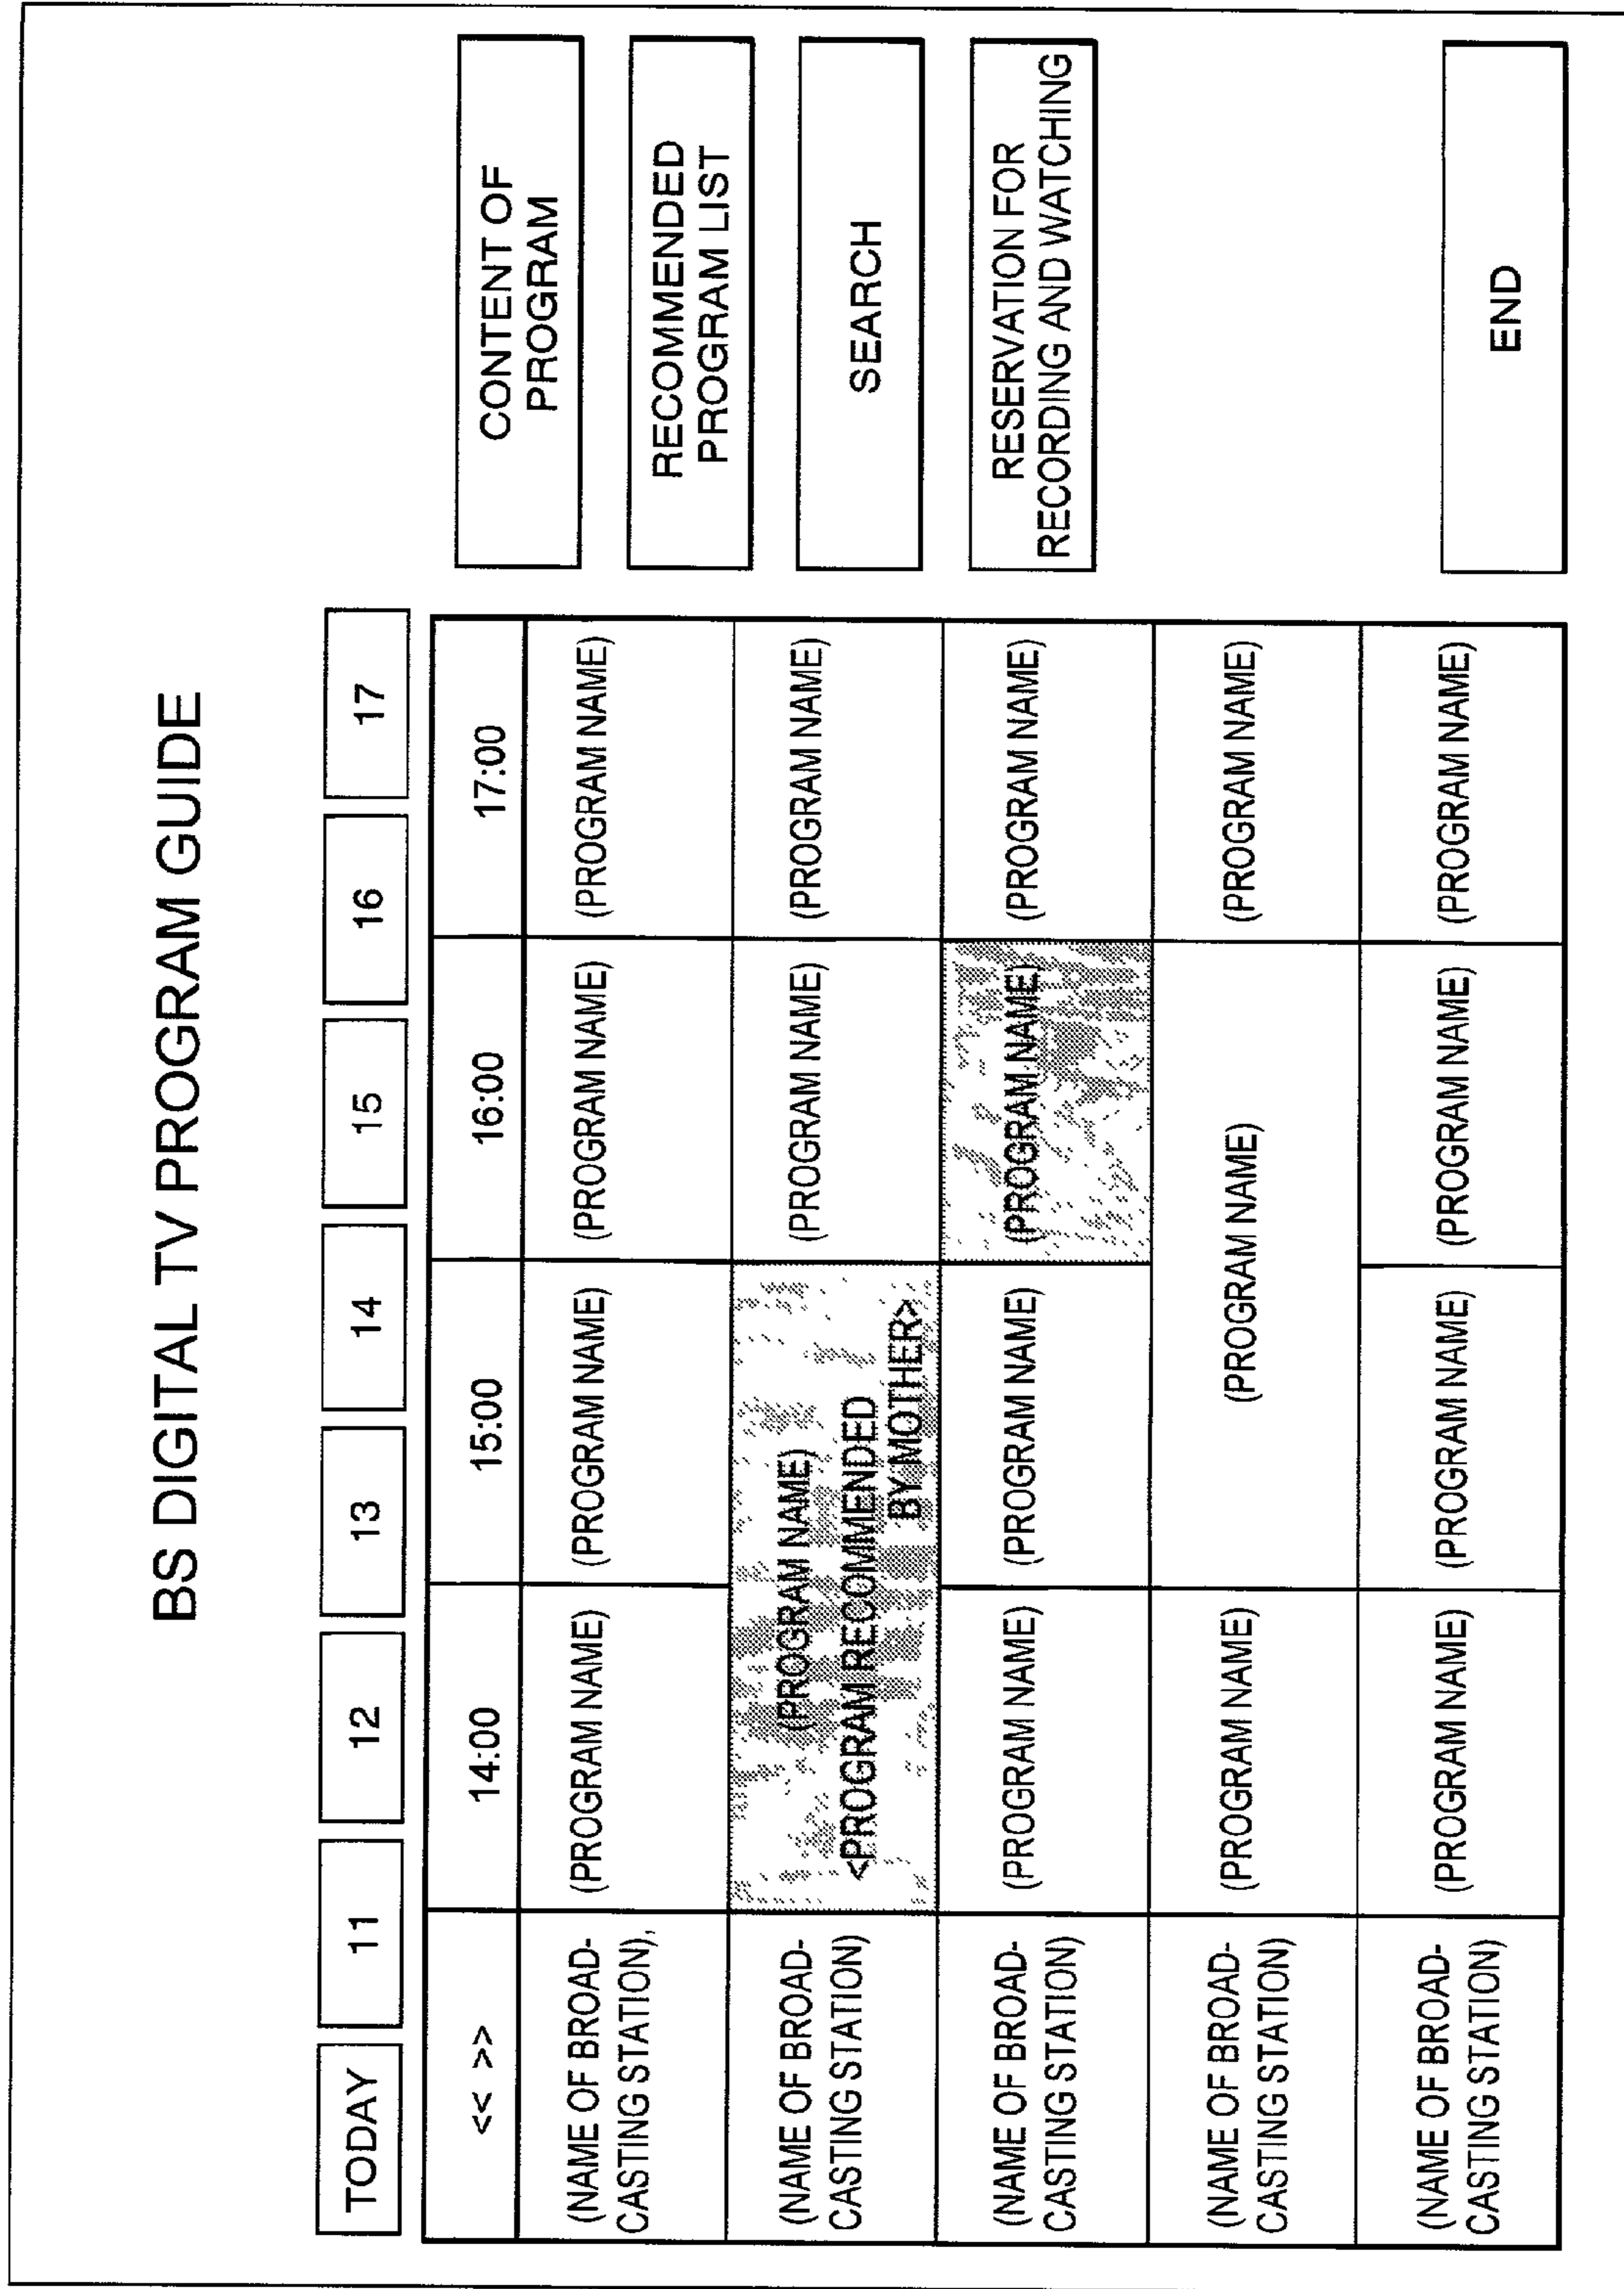 BS DIGITAL TV PROGRAM GUIDE
TODAY 11 12 13 14 15 16 17
<< >> 14:00 15:00 16:00 17:00
(NAME OF BROAD-
CASTING STATION),
(PROGRAM NAME) (PROGRAM NAME) (PROGRAM NAME) (PROGRAM NAME)
(NAME OF BROAD-
CASTING STATION)
(PROGRAM NAME)
<PROGRAM RECOMMENDED
BY MOTHER>
(PROGRAM NAME) (PROGRAM NAME)
(NAME OF BROAD-
CASTING STATION)
(PROGRAM NAME) (PROGRAM NAME) (PROGRAM NAME) (PROGRAM NAME)
(NAME OF BROAD-
CASTING STATION)
(PROGRAM NAME) (PROGRAM NAME) (PROGRAM NAME)
(NAME OF BROAD-
CASTING STATION)
(PROGRAM NAME) (PROGRAM NAME) (PROGRAM NAME) (PROGRAM NAME)
CONTENT OF
PROGRAM
RECOMMENDED
PROGRAM LIST
SEARCH
RESERVATION FOR
RECORDING AND WATCHING
END